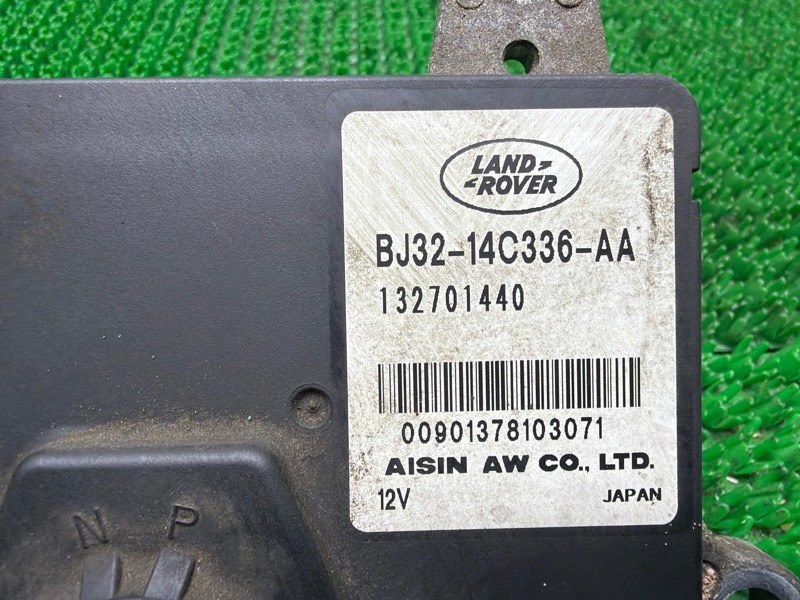 LAND
ROVER
BJ32-14C336-AA
132701440
00901378103071
AISIN AW CO., LTD.
12V JAPAN
N P